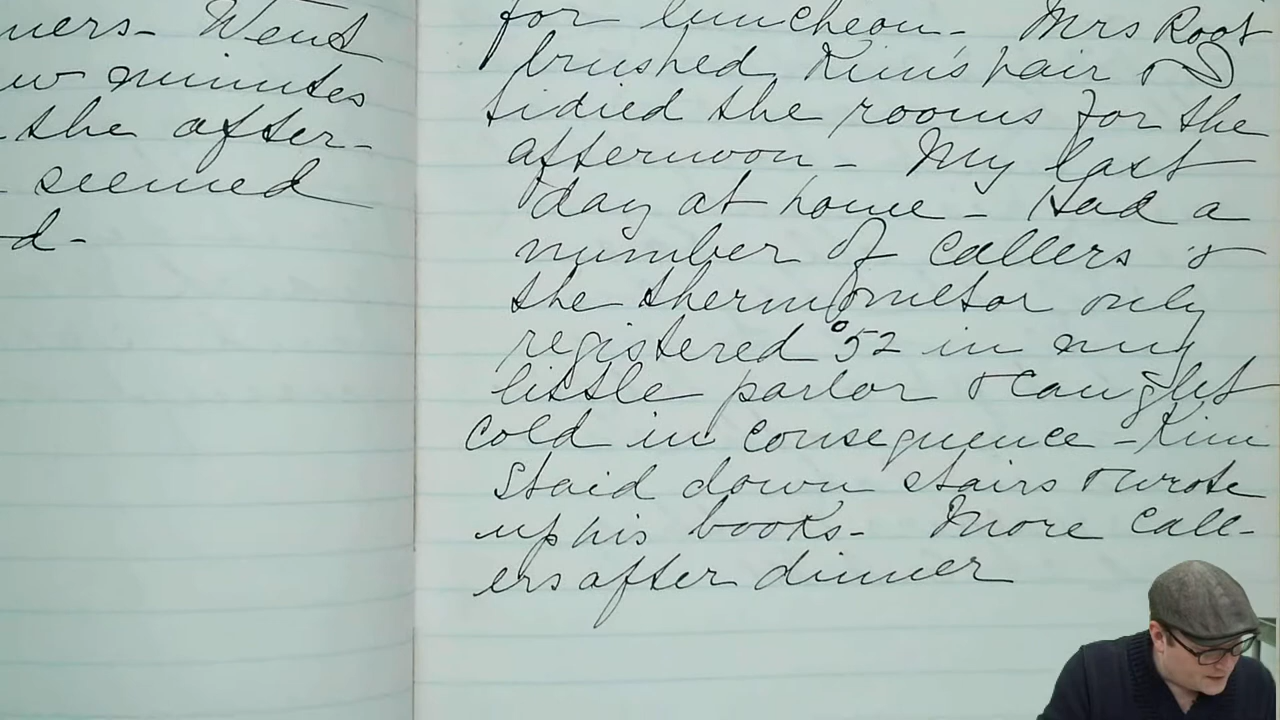 ners- Went
w minutes
the after-
seemed
d-
for luncheon- Mrs Root
brushed Kim's hair &
tidied the rooms for the
afternoon - My last
day at home - Had a
number of callers &
the thermometor only
registered °52 in my
little parlor & caught
cold in consequence - Kim
staid down stairs & wrote
up his books- More call-
ers after dinner